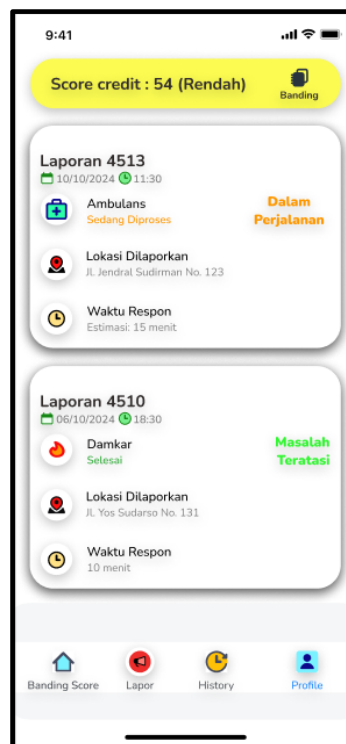 9:41
Score credit : 54 (Rendah)
Banding
Laporan 4513
10/10/2024 11:30
Ambulans
Sedang Diproses
Dalam
Perjalanan
Lokasi Dilaporkan
Jl. Jendral Sudirman No. 123
Waktu Respon
Estimasi: 15 menit
Laporan 4510
06/10/2024 18:30
Damkar
Selesai
Masalah
Teratasi
Lokasi Dilaporkan
Jl. Yos Sudarso No. 131
Waktu Respon
10 menit
Banding Score
Lapor
History
Profile